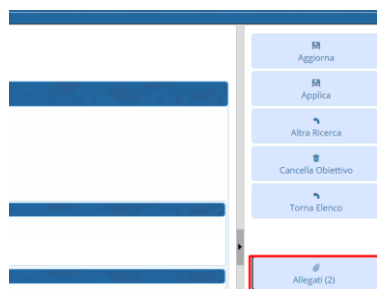 Aggiorna
Applica
Altra Ricerca
Cancella Obiettivo
Torna Elenco
Allegati (2)